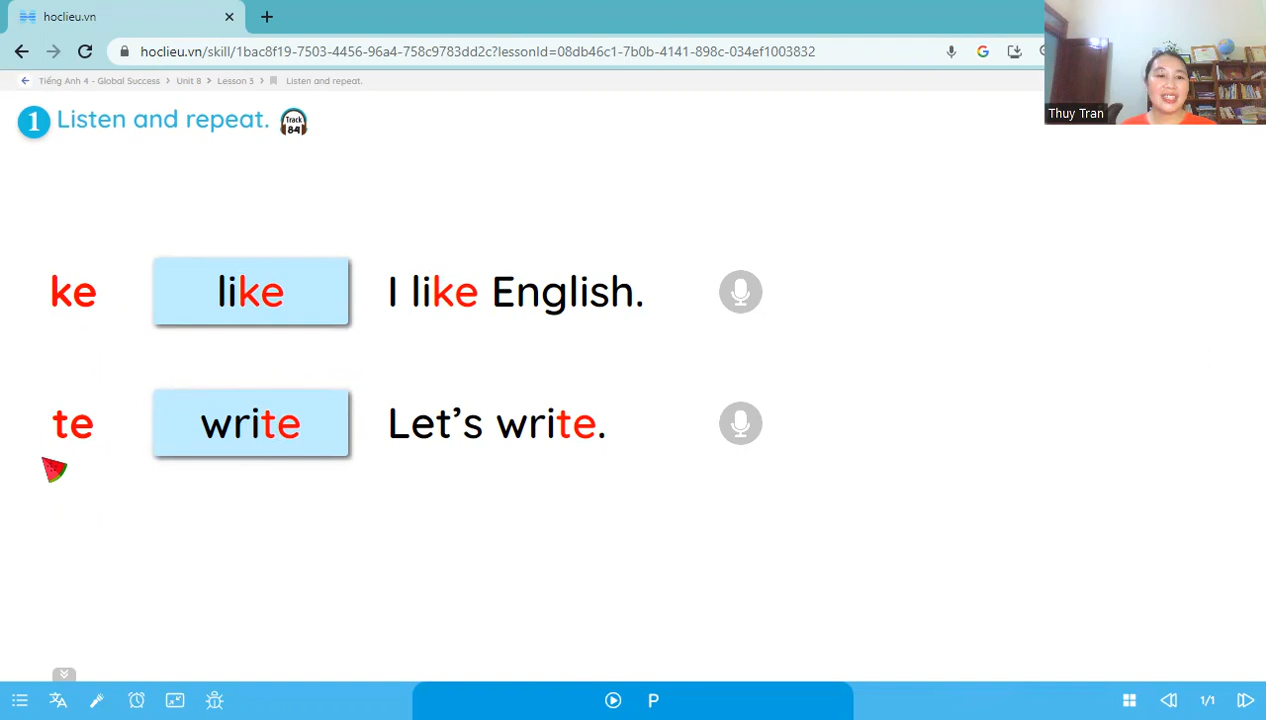 hoclieu.vn
hoclieu.vn/skill/1bac8f19-7503-4456-96a4-758c9783dd2c?lessonId=08db46c1-7b0b-4141-898c-034ef1003832
Tiếng Anh 4 - Global Success > Unit 8 > Lesson 3 > Listen and repeat.
Thuy Tran
1 Listen and repeat. Track 84
ke like I like English.
te write Let's write.
P
1/1